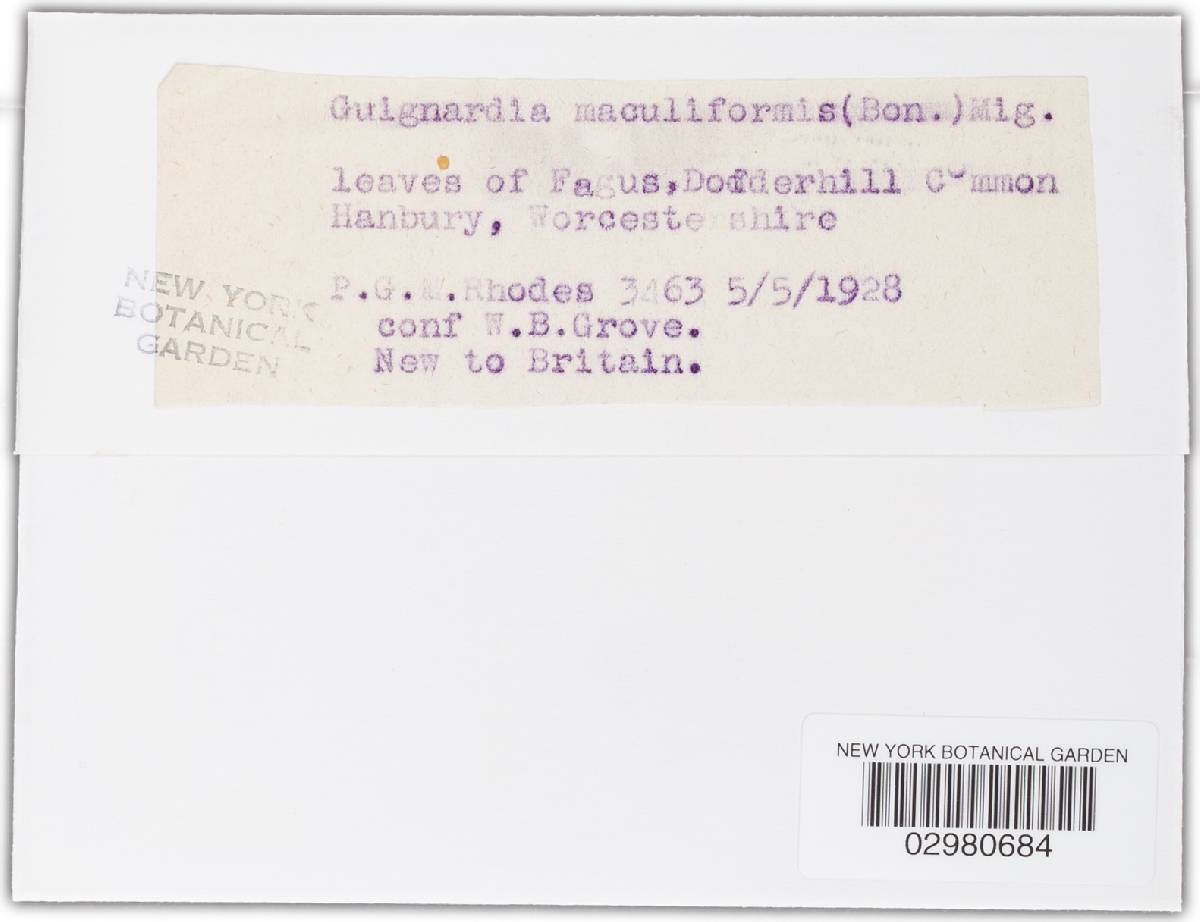 Guignardia maculiformis(Bon.)Mig.
leaves of Fagus,Dodderhill Common
Hanbury, Worcestershire
P.G.M.Rhodes 3463 5/5/1928
conf W.B.Grove.
New to Britain.
NEW YORK
BOTANICAL
GARDEN
NEW YORK BOTANICAL GARDEN
02980684